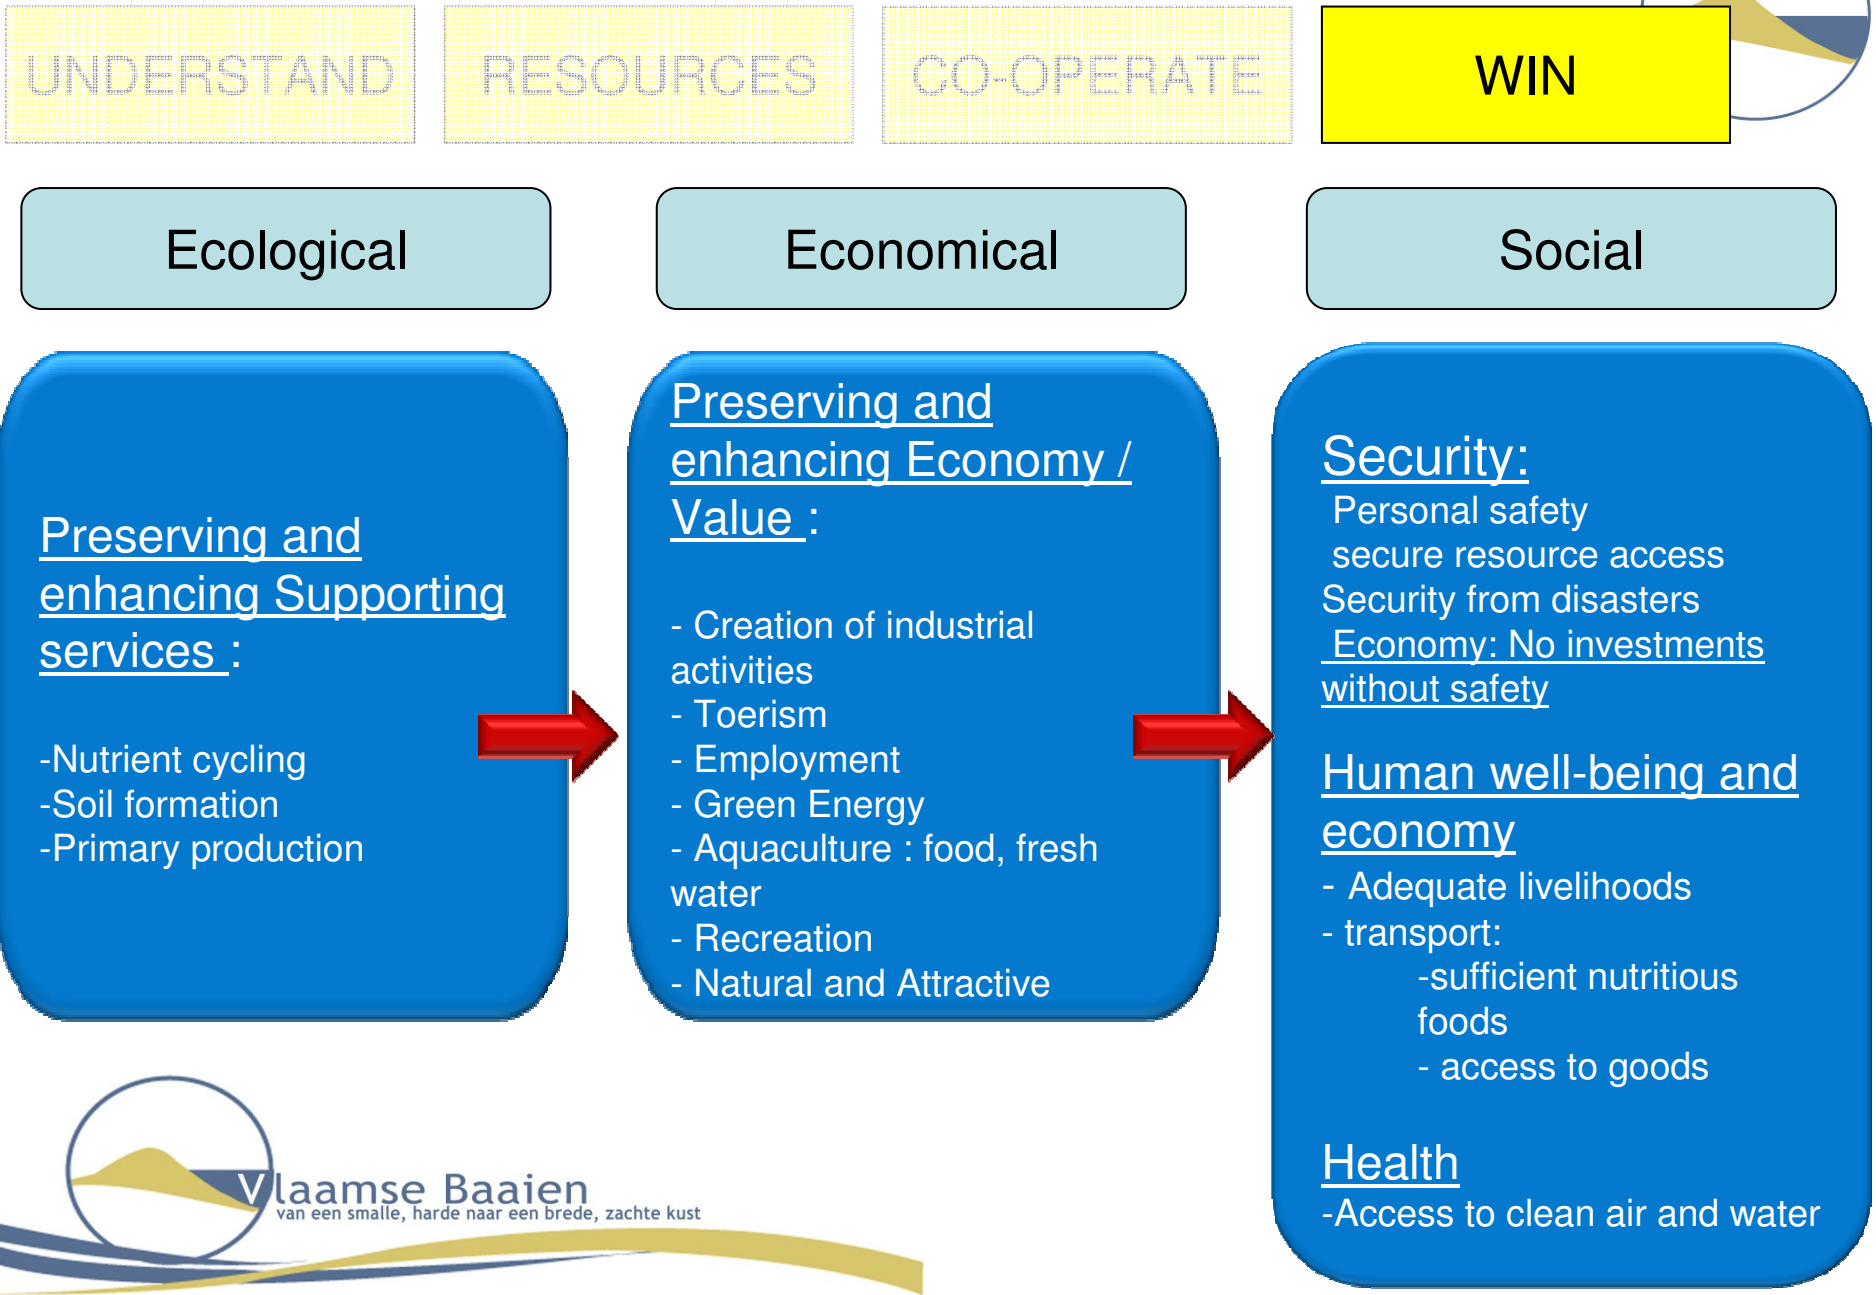 UNDERSTAND
RESOURCES
CO-OPERATE
WIN
Ecological
Economical
Social
Preserving and
enhancing Supporting
services :
-Nutrient cycling
-Soil formation
-Primary production
Preserving and
enhancing Economy /
Value :
- Creation of industrial
activities
- Toerism
- Employment
- Green Energy
- Aquaculture : food, fresh
water
- Recreation
- Natural and Attractive
Security:
Personal safety
secure resource access
Security from disasters
Economy: No investments
without safety
Human well-being and
economy
- Adequate livelihoods
- transport:
-sufficient nutritious
foods
- access to goods
Health
-Access to clean air and water
Vlaamse Baaien
van een smalle, harde naar een brede, zachte kust